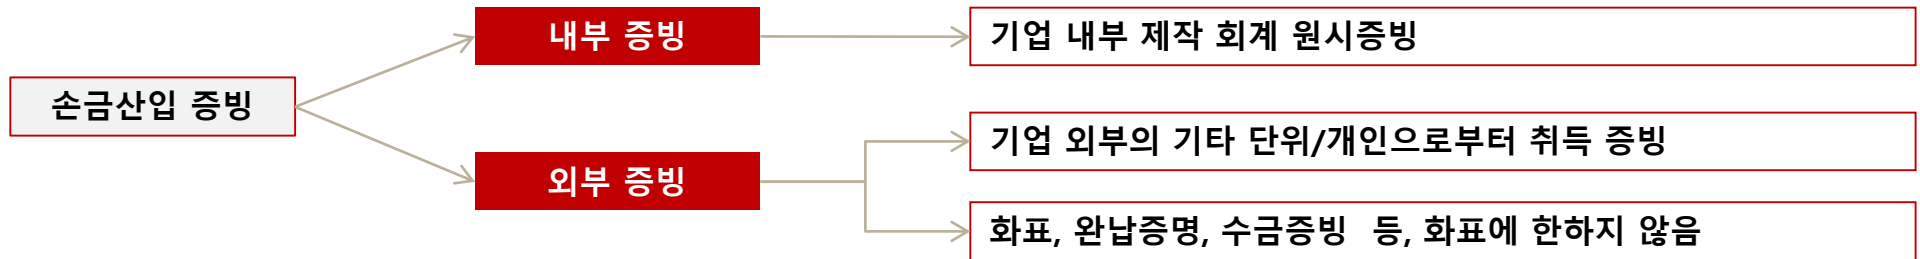 손금산입 증빙
내부 증빙
기업 내부 제작 회계 원시증빙
외부 증빙
기업 외부의 기타 단위/개인으로부터 취득 증빙
화표, 완납증명, 수금증빙 등, 화표에 한하지 않음